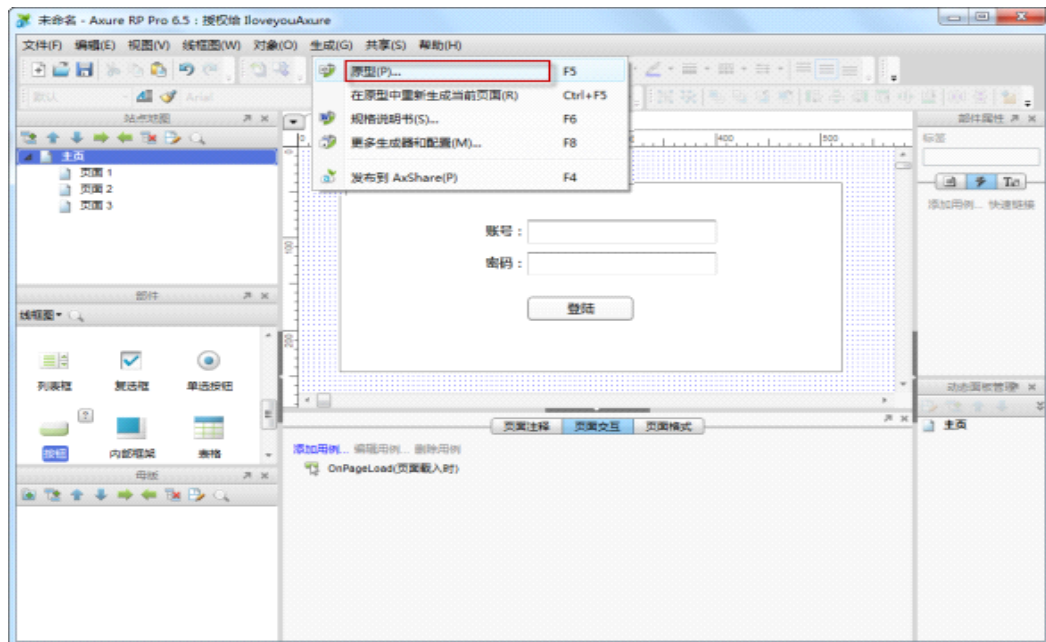 未命名 - Axure RP Pro 6.5 : 授权给 IloveyouAxure
文件(F) 编辑(E) 视图(V) 线框图(W) 对象(O) 生成(G) 共享(S) 帮助(H)
原型(P)... F5
在原型中重新生成当前页面(R) Ctrl+F5
规格说明书(S)... F6
更多生成器和配置(M)... F8
发布到 AxShare(P) F4
默认 Arial
站点地图
主页
页面 1
页面 2
页面 3
部件
线框图
列表框 复选框 单选按钮
按钮 内部框架 表格
母版
0 400 500
100
200
账号：
密码：
登陆
页面注释 页面交互 页面格式
添加用例... 编辑用例... 删除用例
OnPageLoad(页面载入时)
部件属性
标签
添加用例... 快速链接
动态面板管理
主页